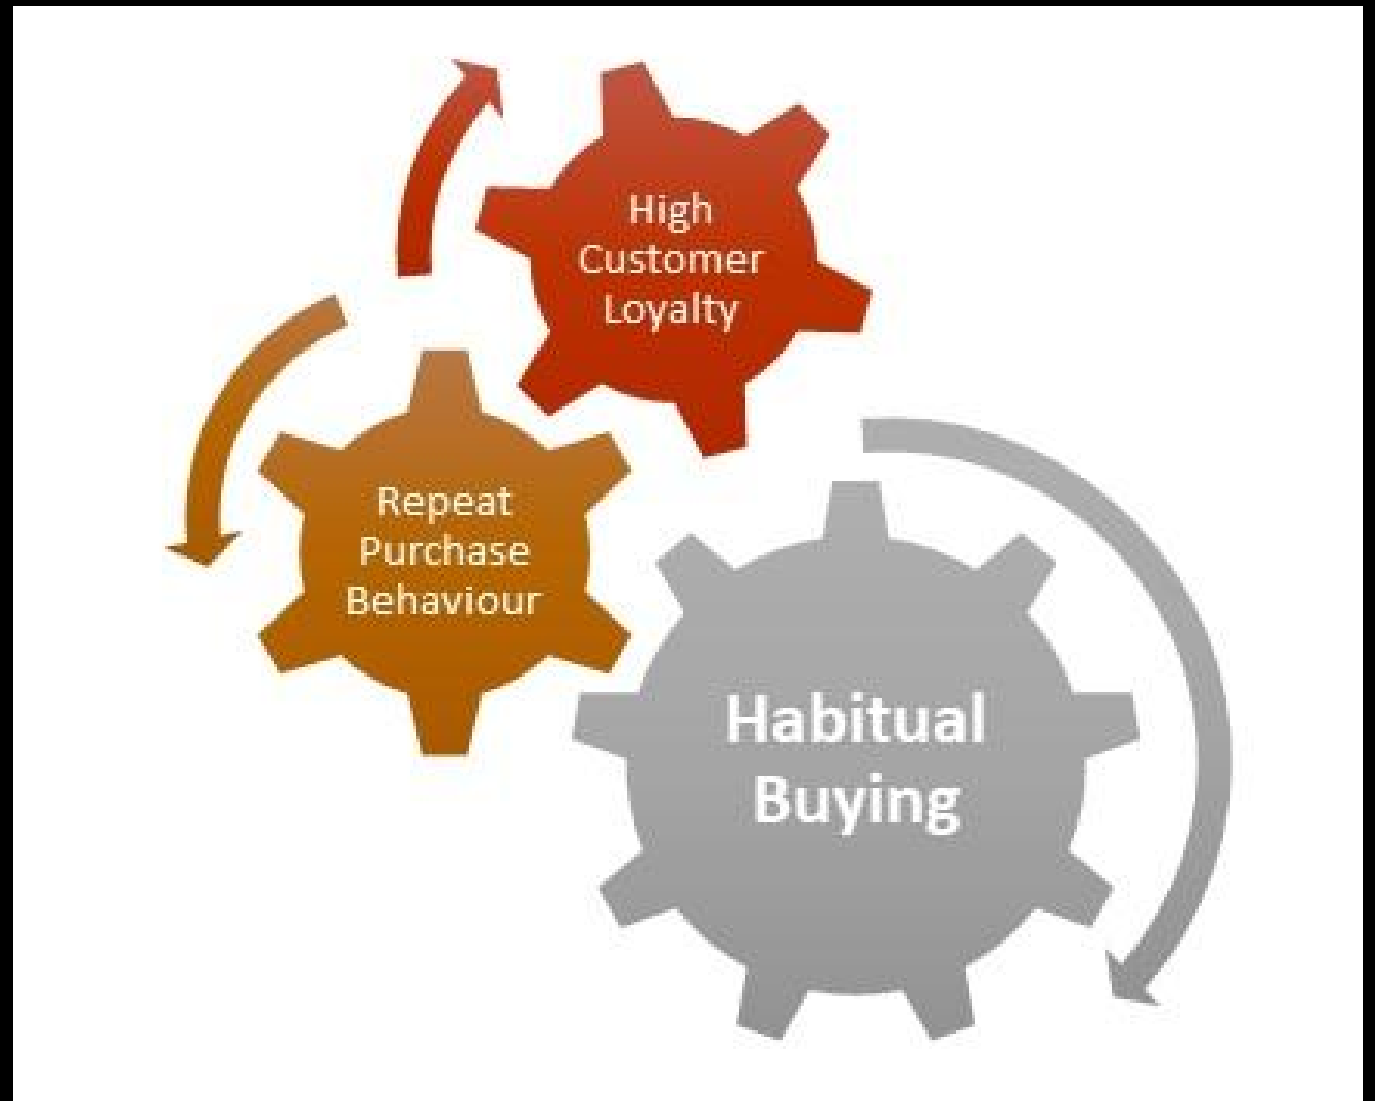 High
Customer
Loyalty
Repeat
Purchase
Behaviour
Habitual
Buying